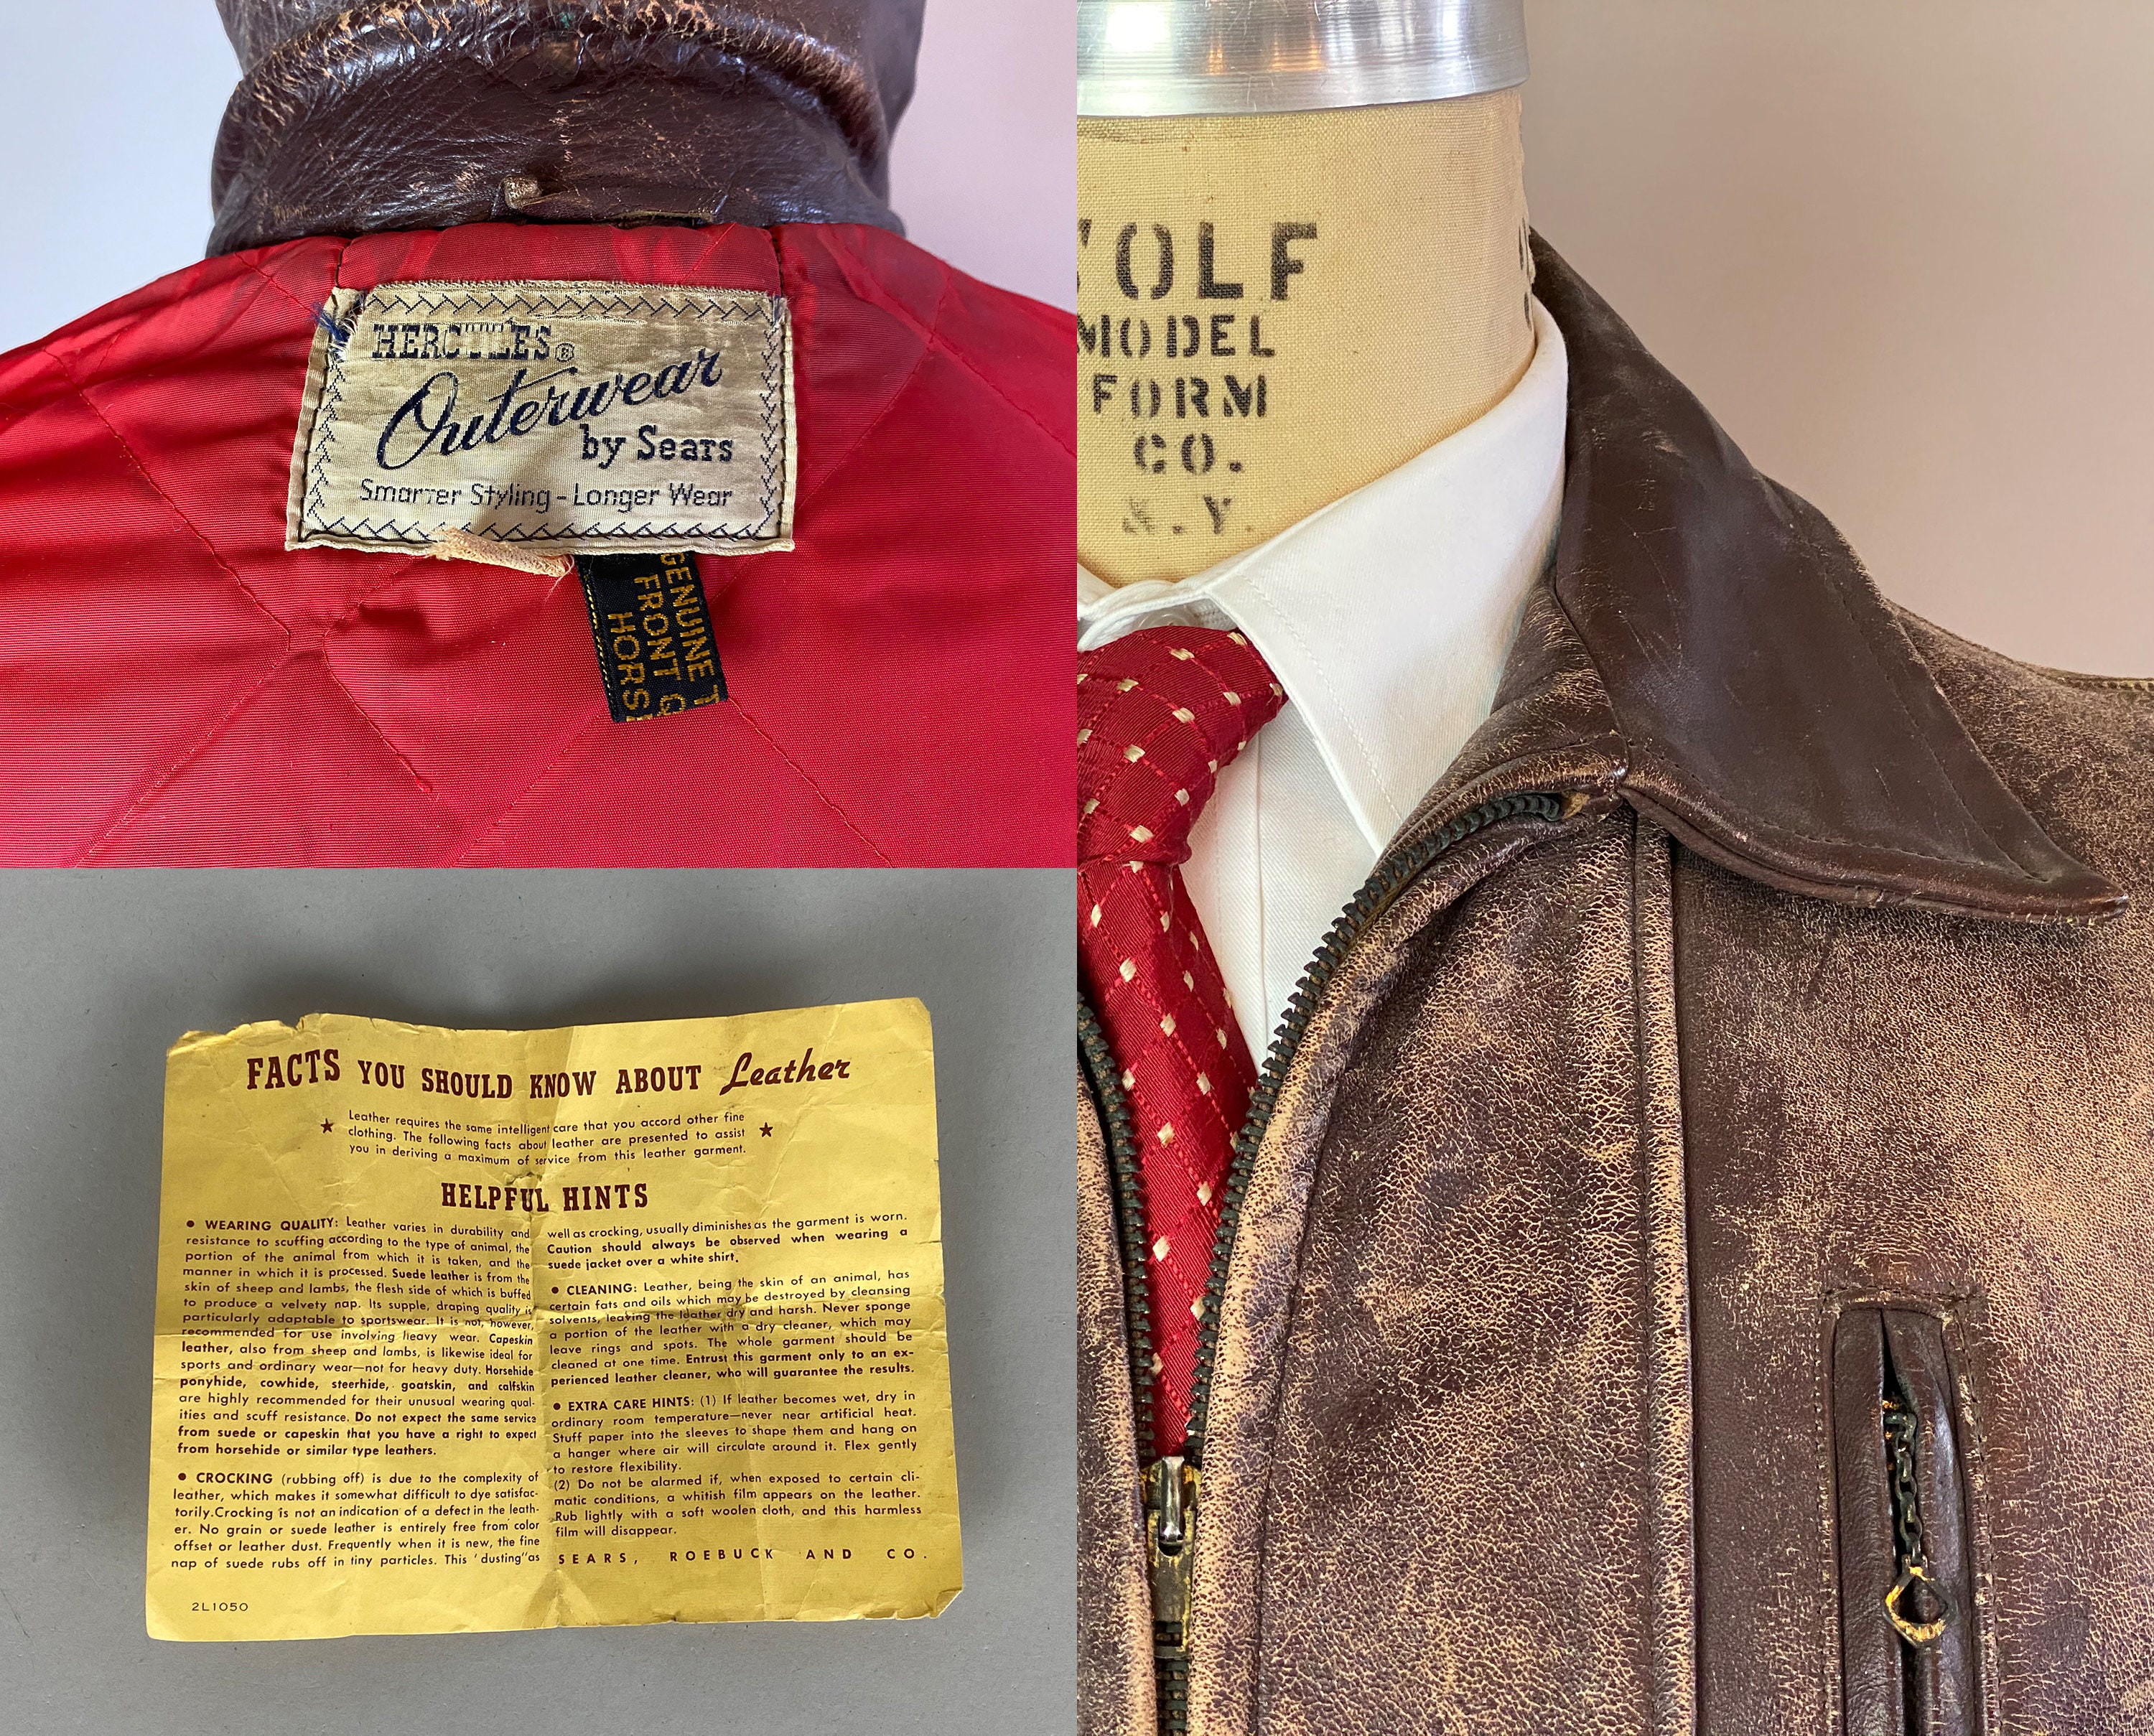 HERCULES®
Outerwear
by Sears
Smarter Styling - Longer Wear
GENUINE
FRONT
WOLF
MODEL
FORM
CO.
N.Y.
FACTS YOU SHOULD KNOW ABOUT Leather
★ Leather requires the same intelligent care that you accord other fine
clothing. The following facts about leather are presented to assist ★
you in deriving a maximum of service from this leather garment.
HELPFUL HINTS
• WEARING QUALITY: Leather varies in durability and
resistance to scuffing according to the type of animal, the
portion of the animal from which it is taken, and the
manner in which it is processed. Suede leather is from the
skin of sheep and lambs, the flesh side of which is buffed
to produce a velvety nap. Its supple, draping quality is
particularly adaptable to sportswear. It is not, however,
recommended for use involving heavy wear. Capeskin
leather, also from sheep and lambs, is likewise ideal for
sports and ordinary wear—not for heavy duty. Horsehide
ponyhide, cowhide, steerhide, goatskin, and calfskin
are highly recommended for their unusual wearing qual-
ities and scuff resistance. Do not expect the same service
from suede or capeskin that you have a right to expect
from horsehide or similar type leathers.
• CROCKING (rubbing off) is due to the complexity of
leather, which makes it somewhat difficult to dye satisfac-
torily. Crocking is not an indication of a defect in the leath-
er. No grain or suede leather is entirely free from color
offset or leather dust. Frequently when it is new, the fine
nap of suede rubs off in tiny particles. This 'dusting" as
well as crocking, usually diminishes as the garment is worn.
Caution should always be observed when wearing a
suede jacket over a white shirt.
• CLEANING: Leather, being the skin of an animal, has
certain fats and oils which may be destroyed by cleansing
solvents, leaving the leather dry and harsh. Never sponge
a portion of the leather with a dry cleaner, which may
leave rings and spots. The whole garment should be
cleaned at one time. Entrust this garment only to an ex-
perienced leather cleaner, who will guarantee the results.
• EXTRA CARE HINTS: (1) If leather becomes wet, dry in
ordinary room temperature—never near artificial heat.
Stuff paper into the sleeves to shape them and hang on
a hanger where air will circulate around it. Flex gently
to restore flexibility.
(2) Do not be alarmed if, when exposed to certain cli-
matic conditions, a whitish film appears on the leather.
Rub lightly with a soft woolen cloth, and this harmless
film will disappear.
SEARS, ROEBUCK AND CO.
2L1050